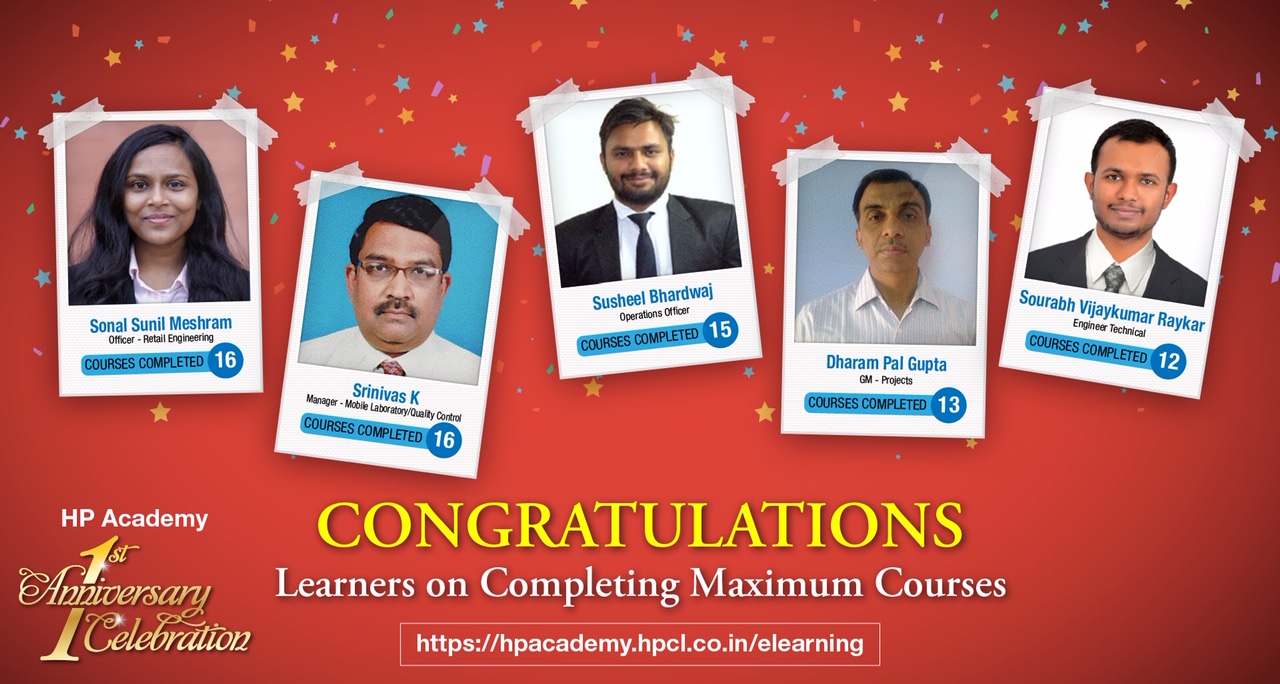 Sonal Sunil Meshram
Officer - Retail Engineering
COURSES COMPLETED 16
Srinivas K
Manager - Mobile Laboratory/Quality Control
COURSES COMPLETED 16
Susheel Bhardwaj
Operations Officer
COURSES COMPLETED 15
Dharam Pal Gupta
GM - Projects
COURSES COMPLETED 13
Sourabh Vijaykumar Raykar
Engineer Technical
COURSES COMPLETED 12
HP Academy
1st
Anniversary
Celebration
CONGRATULATIONS
Learners on Completing Maximum Courses
https://hpacademy.hpcl.co.in/elearning